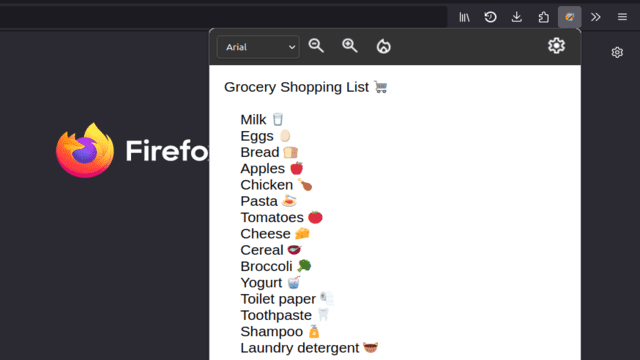 Arial
Grocery Shopping List 🛒
Milk 🥛
Eggs 🥚
Bread 🍞
Apples 🍎
Chicken 🍗
Pasta 🍝
Tomatoes 🍅
Cheese 🧀
Cereal 🥣
Broccoli 🥦
Yogurt 🥤
Toilet paper 🧻
Toothpaste 🦷
Shampoo 🧴
Laundry detergent 🧺
Firefo